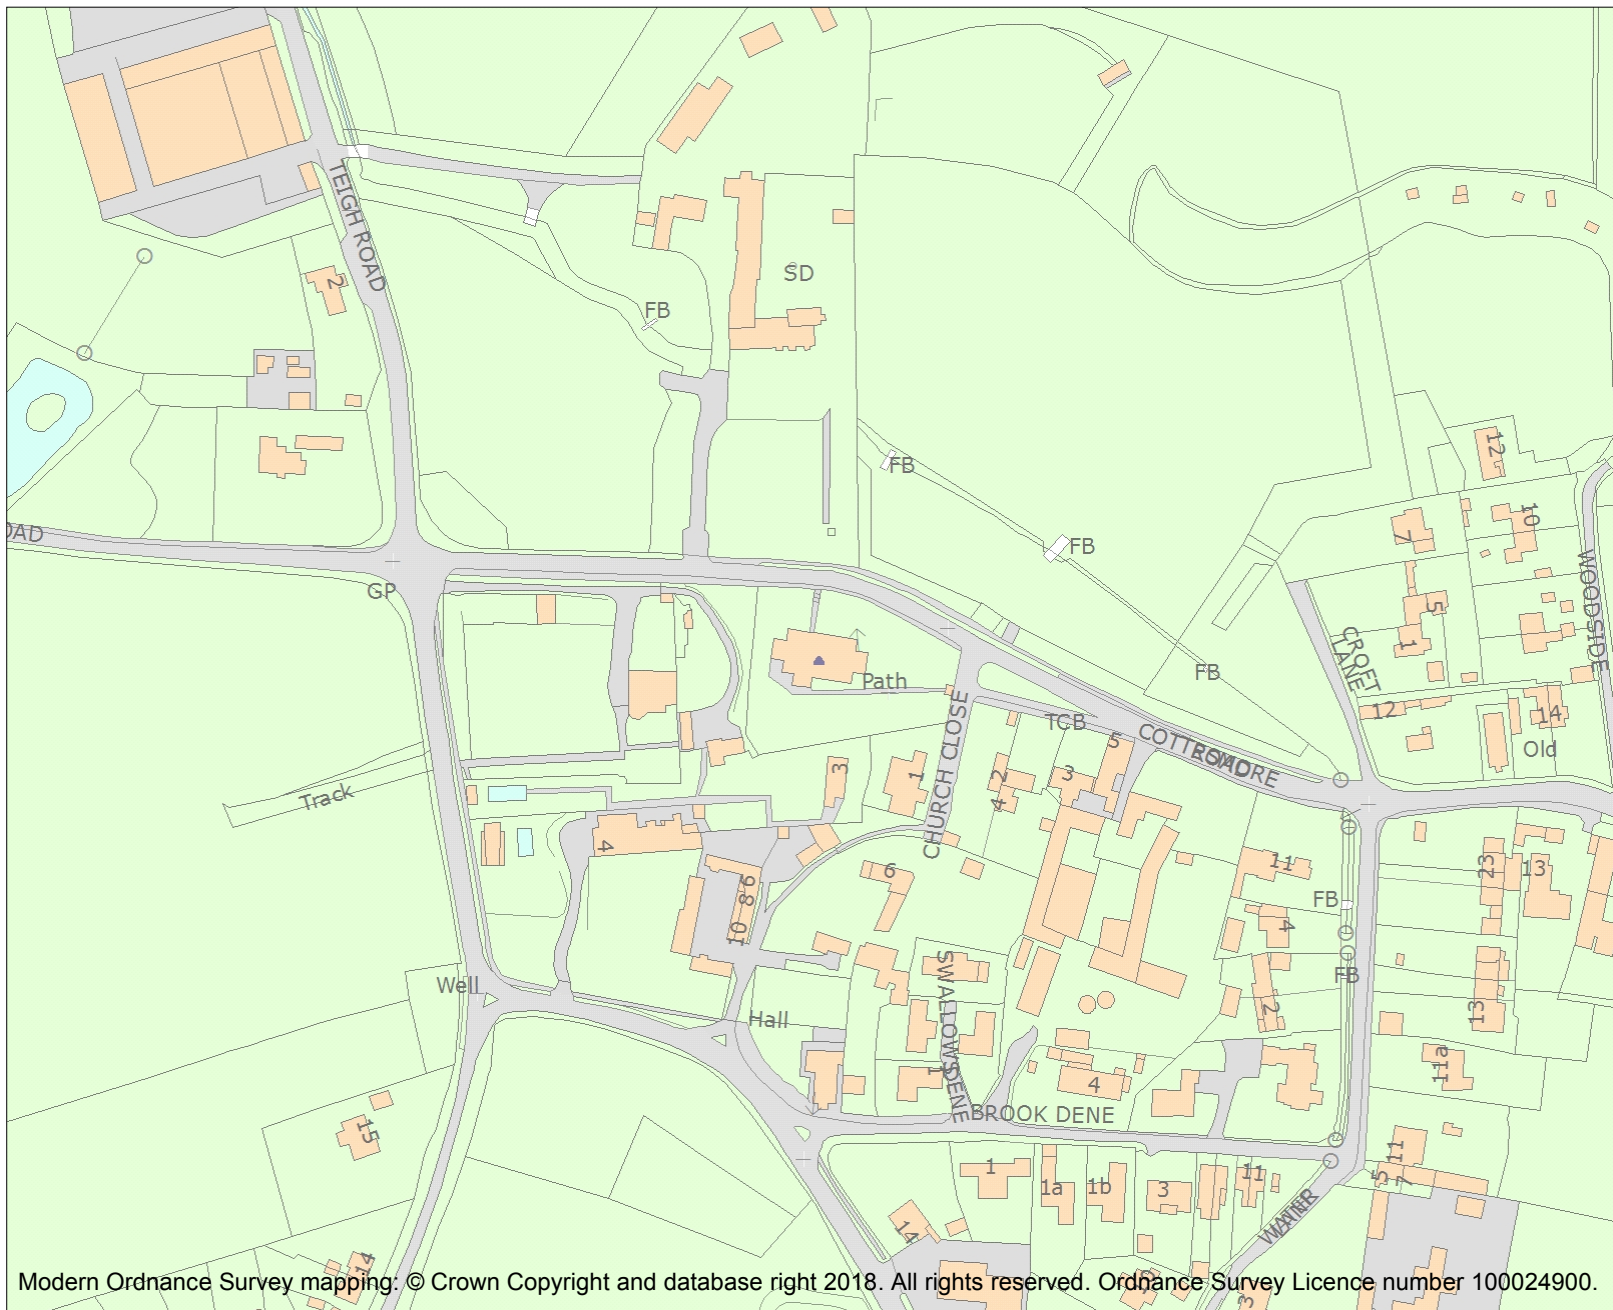 TEIGH ROAD
2
SD
FB
OAD
GP
FB
FB
FB
12
10
7
5
1
WOODSIDE
CROFT
LANE
12
14
Old
Path
TCB
COTTESMORE
ROAD
CHURCH CLOSE
5
3
2
4
1
3
Track
4
6
8
10
6
11
4
2
FB
FB
23
13
13
11a
Well
Hall
SWALLOWSDENE
1
4
BROOK DENE
15
14
1
1a
1b
3
11
14
11
5
7
3
Modern Ordnance Survey mapping: © Crown Copyright and database right 2018. All rights reserved. Ordnance Survey Licence number 100024900.